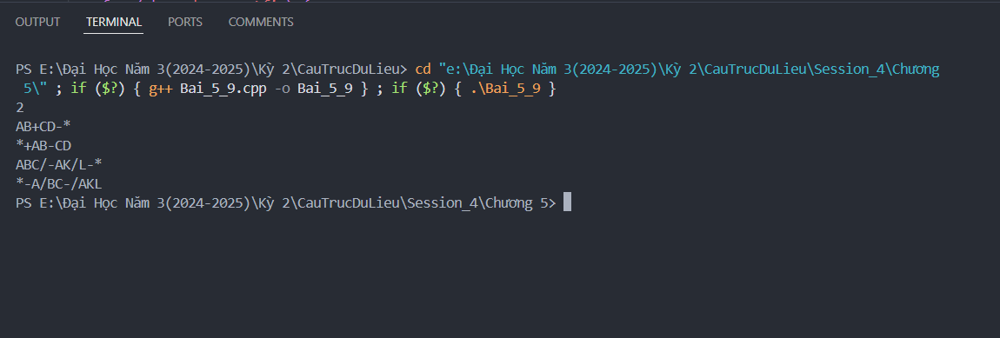 OUTPUT TERMINAL PORTS COMMENTS
PS E:\Đại Học Năm 3(2024-2025)\Kỳ 2\CauTrucDuLieu> cd "e:\Đại Học Năm 3(2024-2025)\Kỳ 2\CauTrucDuLieu\Session_4\Chương
5\" ; if ($?) { g++ Bai_5_9.cpp -o Bai_5_9 } ; if ($?) { .\Bai_5_9 }
2
AB+CD-*
*+AB-CD
ABC/-AK/L-*
*-A/BC-/AKL
PS E:\Đại Học Năm 3(2024-2025)\Kỳ 2\CauTrucDuLieu\Session_4\Chương 5>